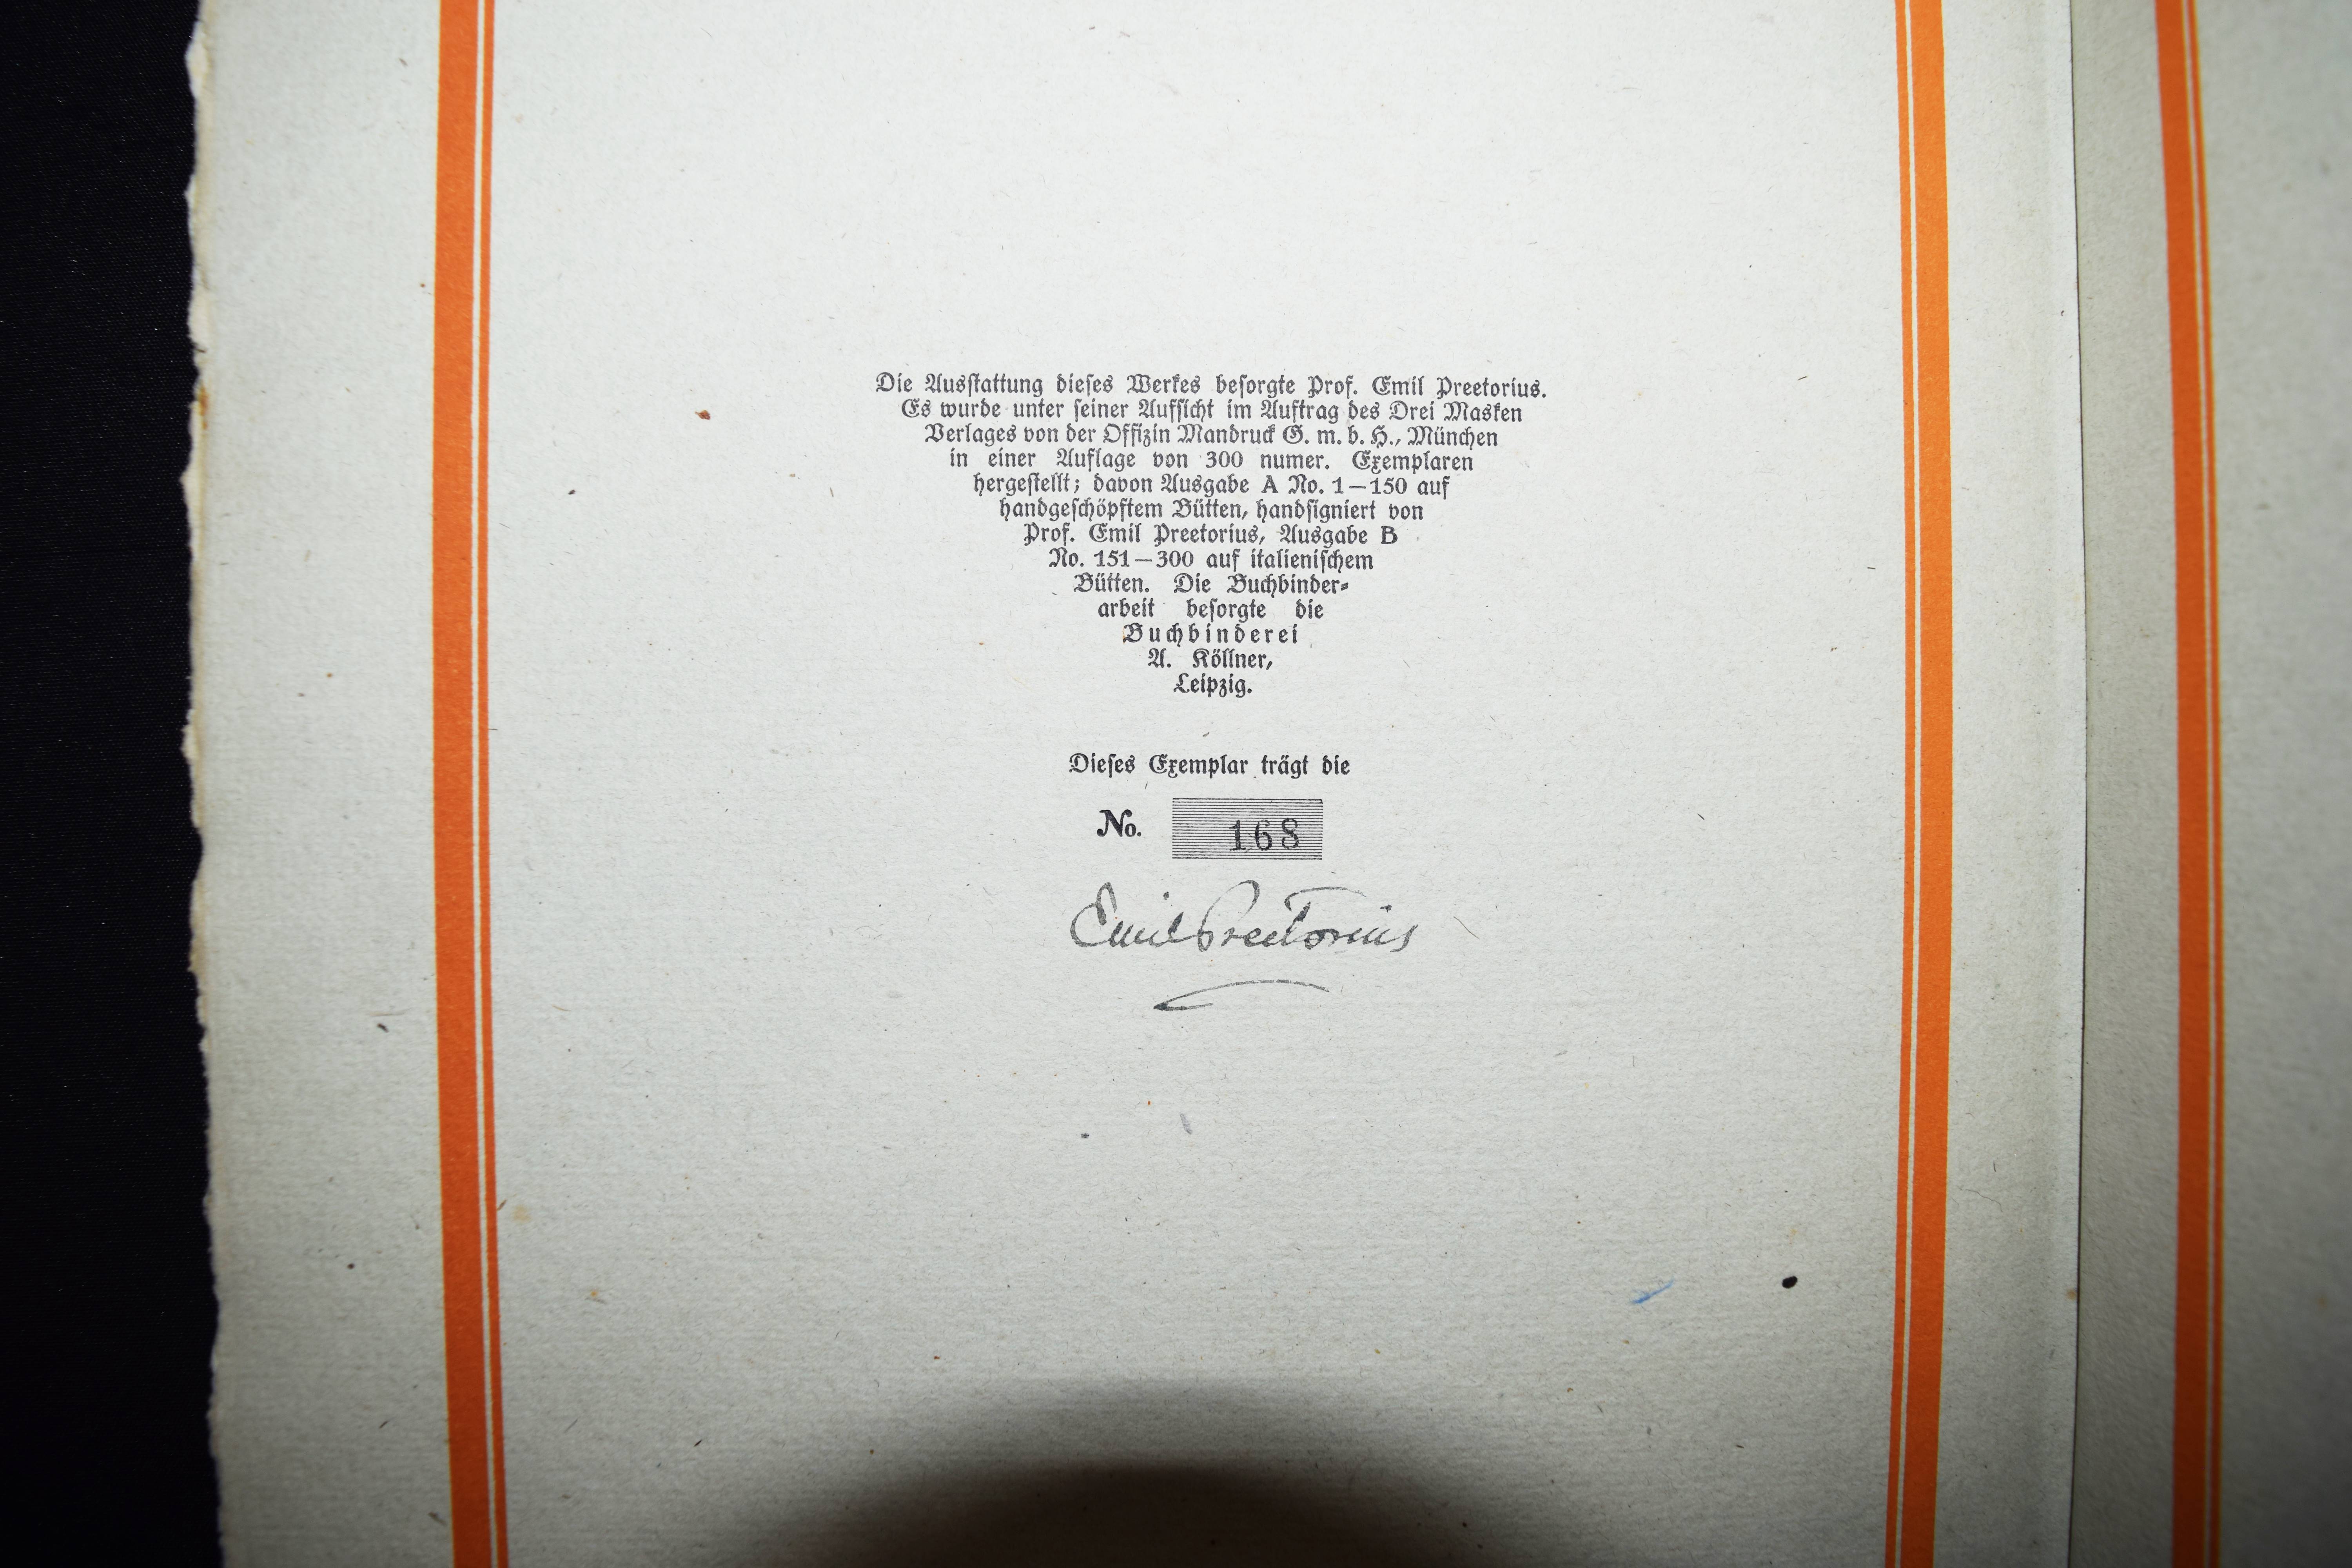 Die Ausstattung dieses Werkes besorgte Prof. Emil Preetorius.
Es wurde unter seiner Aufsicht im Auftrag des Drei Masken
Verlages von der Offizin Mandruck G. m. b. H., München
in einer Auflage von 300 numer. Exemplaren
hergestellt; davon Ausgabe A No. 1—150 auf
handgeschöpftem Bütten, handsigniert von
Prof. Emil Preetorius, Ausgabe B
No. 151—300 auf italienischem
Bütten. Die Buchbinder-
arbeit besorgte die
Buchbinderei
A. Köllner,
Leipzig.
Dieses Exemplar trägt die
No. 168
Emil Preetorius